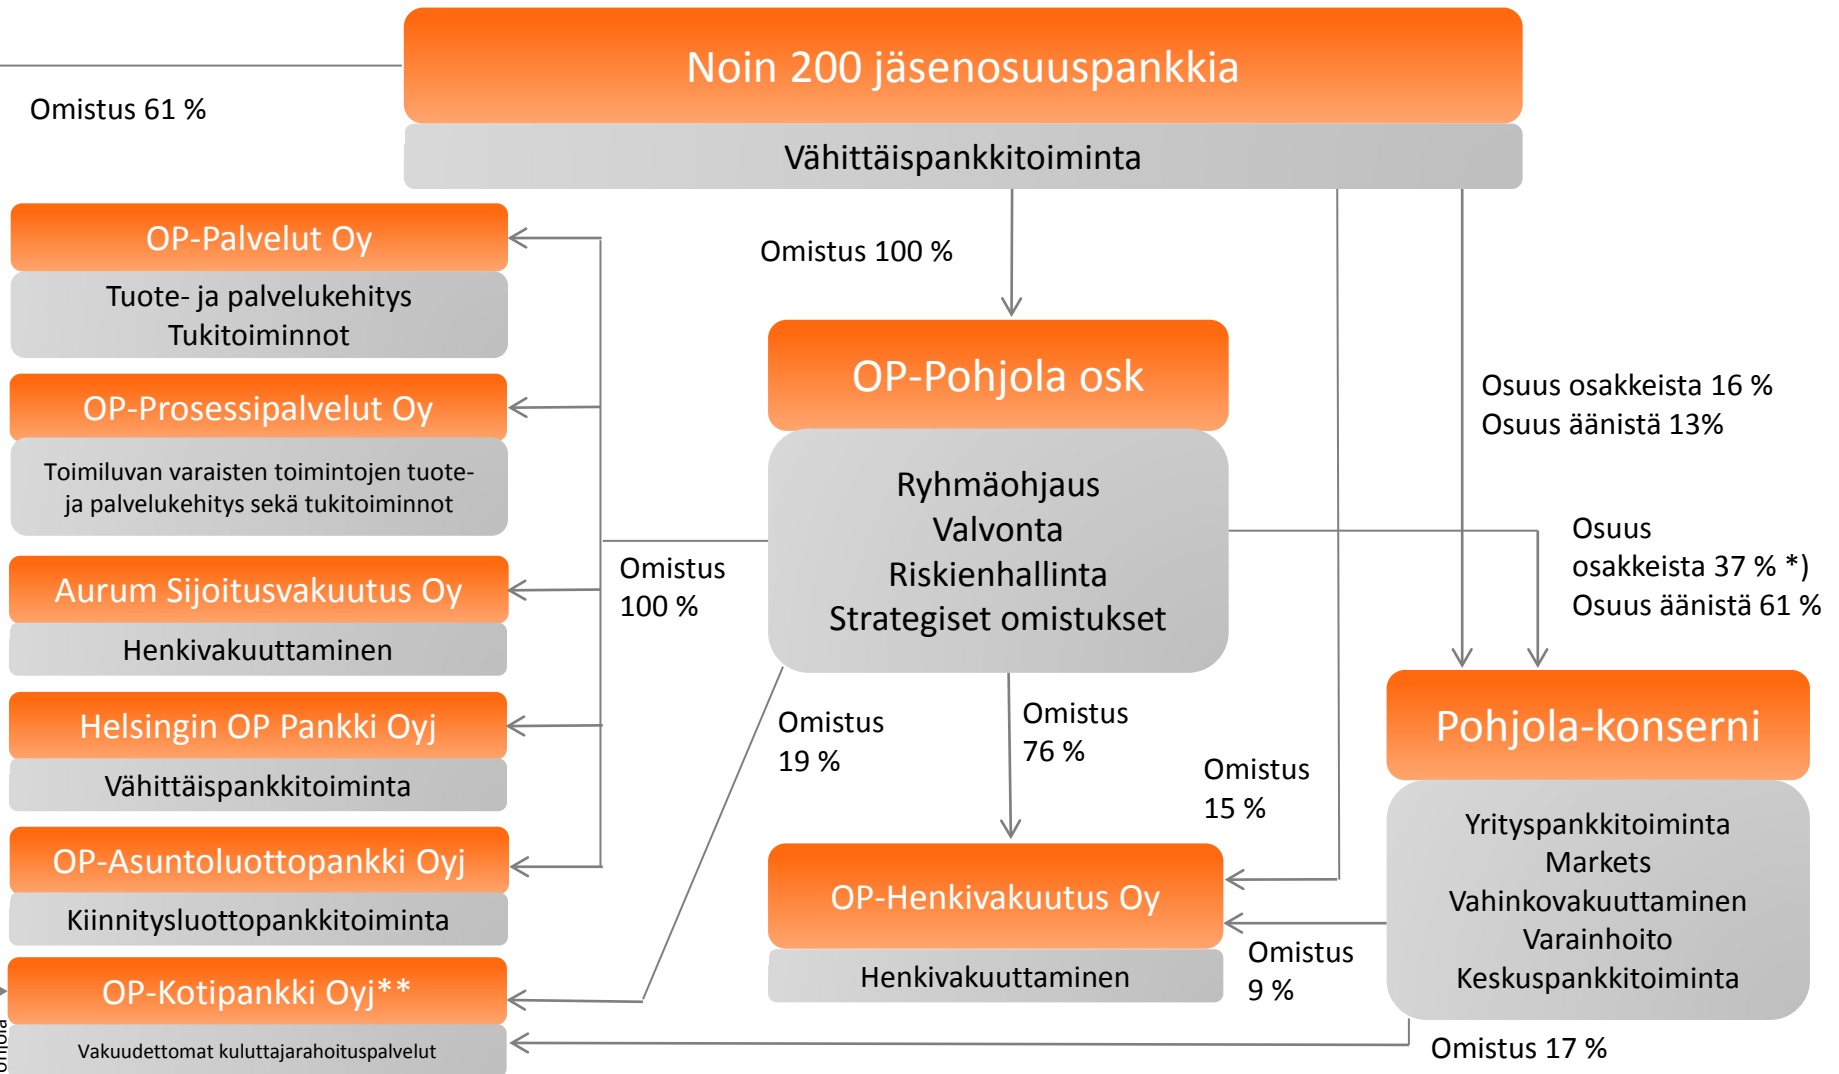 Noin 200 jäsenosuuspankkia
Omistus 61 %
Vähittäispankkitoiminta
OP-Palvelut Oy
Tuote- ja palvelukehitys
Tukitoiminnot
Omistus 100 %
OP-Prosessipalvelut Oy
Toimiluvan varaisten toimintojen tuote-
ja palvelukehitys sekä tukitoiminnot
OP-Pohjola osk
Ryhmäohjaus
Valvonta
Riskienhallinta
Strategiset omistukset
Osuus osakkeista 16 %
Osuus äänistä 13%
Osuus
osakkeista 37 % *)
Osuus äänistä 61 %
Aurum Sijoitusvakuutus Oy
Henkivakuuttaminen
Omistus
100 %
Helsingin OP Pankki Oyj
Vähittäispankkitoiminta
Omistus
19 %
Omistus
76 %
Omistus
15 %
Pohjola-konserni
Yrityspankkitoiminta
Markets
Vahinkovakuuttaminen
Varainhoito
Keskuspankkitoiminta
OP-Asuntoluottopankki Oyj
Kiinnitysluottopankkitoiminta
OP-Henkivakuutus Oy
Henkivakuuttaminen
Omistus
9 %
OP-Kotipankki Oyj**
Vakuudettomat kuluttajarahoituspalvelut
Omistus 17 %